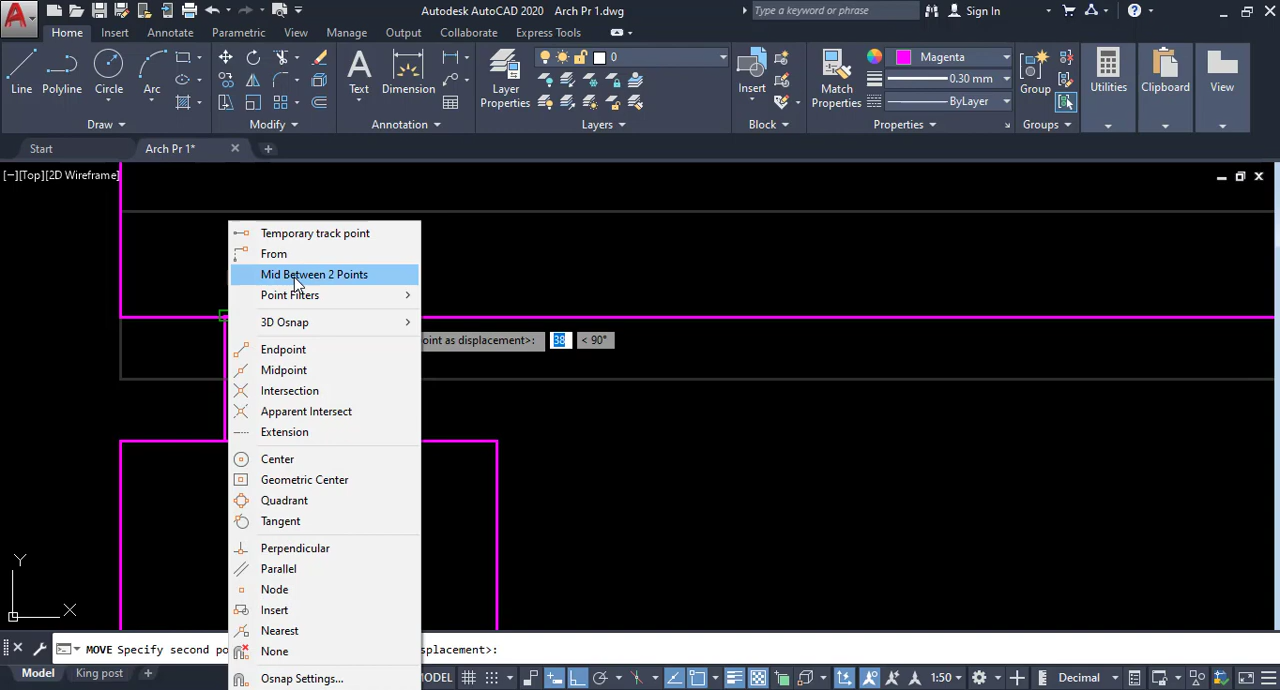 Autodesk AutoCAD 2020 Arch Pr 1.dwg
Type a keyword or phrase
Sign In
Home Insert Annotate Parametric View Manage Output Collaborate Express Tools
Line Polyline Circle Arc
Draw
Modify
Text Dimension
Annotation
Layer Properties
0
Layers
Insert
Block
Match Properties
Magenta
0.30 mm
ByLayer
Properties
Group
Groups
Utilities
Clipboard
View
Start
Arch Pr 1*
[−][Top][2D Wireframe]
Temporary track point
From
Mid Between 2 Points
Point Filters
3D Osnap
oint as displacement>: 38 < 90°
Endpoint
Midpoint
Intersection
Apparent Intersect
Extension
Center
Geometric Center
Quadrant
Tangent
Perpendicular
Parallel
Node
Insert
Nearest
None
Osnap Settings...
Y
X
MOVE Specify second po
placement>:
Model King post
MODEL
1:50
Decimal